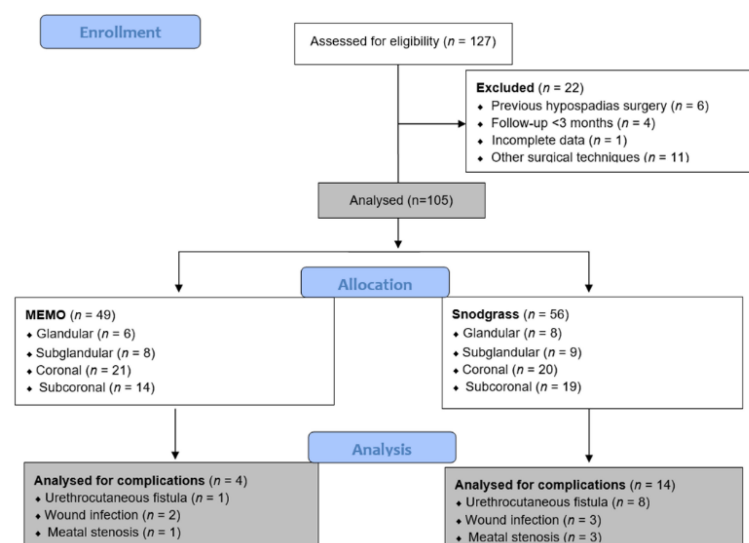 Enrollment
Assessed for eligibility (n = 127)
Excluded (n = 22)
⬥ Previous hypospadias surgery (n = 6)
⬥ Follow-up <3 months (n = 4)
⬥ Incomplete data (n = 1)
⬥ Other surgical techniques (n = 11)
Analysed (n=105)
Allocation
MEMO (n = 49)
⬥ Glandular (n = 6)
⬥ Subglandular (n = 8)
⬥ Coronal (n = 21)
⬥ Subcoronal (n = 14)
Snodgrass (n = 56)
⬥ Glandular (n = 8)
⬥ Subglandular (n = 9)
⬥ Coronal (n = 20)
⬥ Subcoronal (n = 19)
Analysis
Analysed for complications (n = 4)
⬥ Urethrocutaneous fistula (n = 1)
⬥ Wound infection (n = 2)
⬥ Meatal stenosis (n = 1)
Analysed for complications (n = 14)
⬥ Urethrocutaneous fistula (n = 8)
⬥ Wound infection (n = 3)
⬥ Meatal stenosis (n = 3)